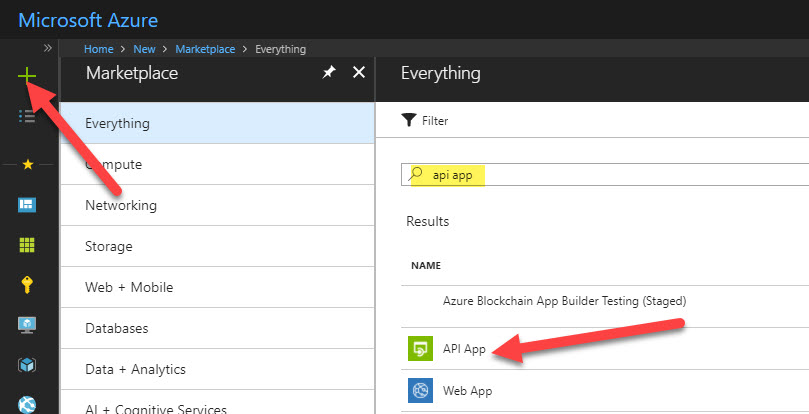 Microsoft Azure
Home > New > Marketplace > Everything
Marketplace
Everything
Compute
Networking
Storage
Web + Mobile
Databases
Data + Analytics
AI + Cognitive Services
Everything
Filter
api app
Results
NAME
Azure Blockchain App Builder Testing (Staged)
API App
Web App